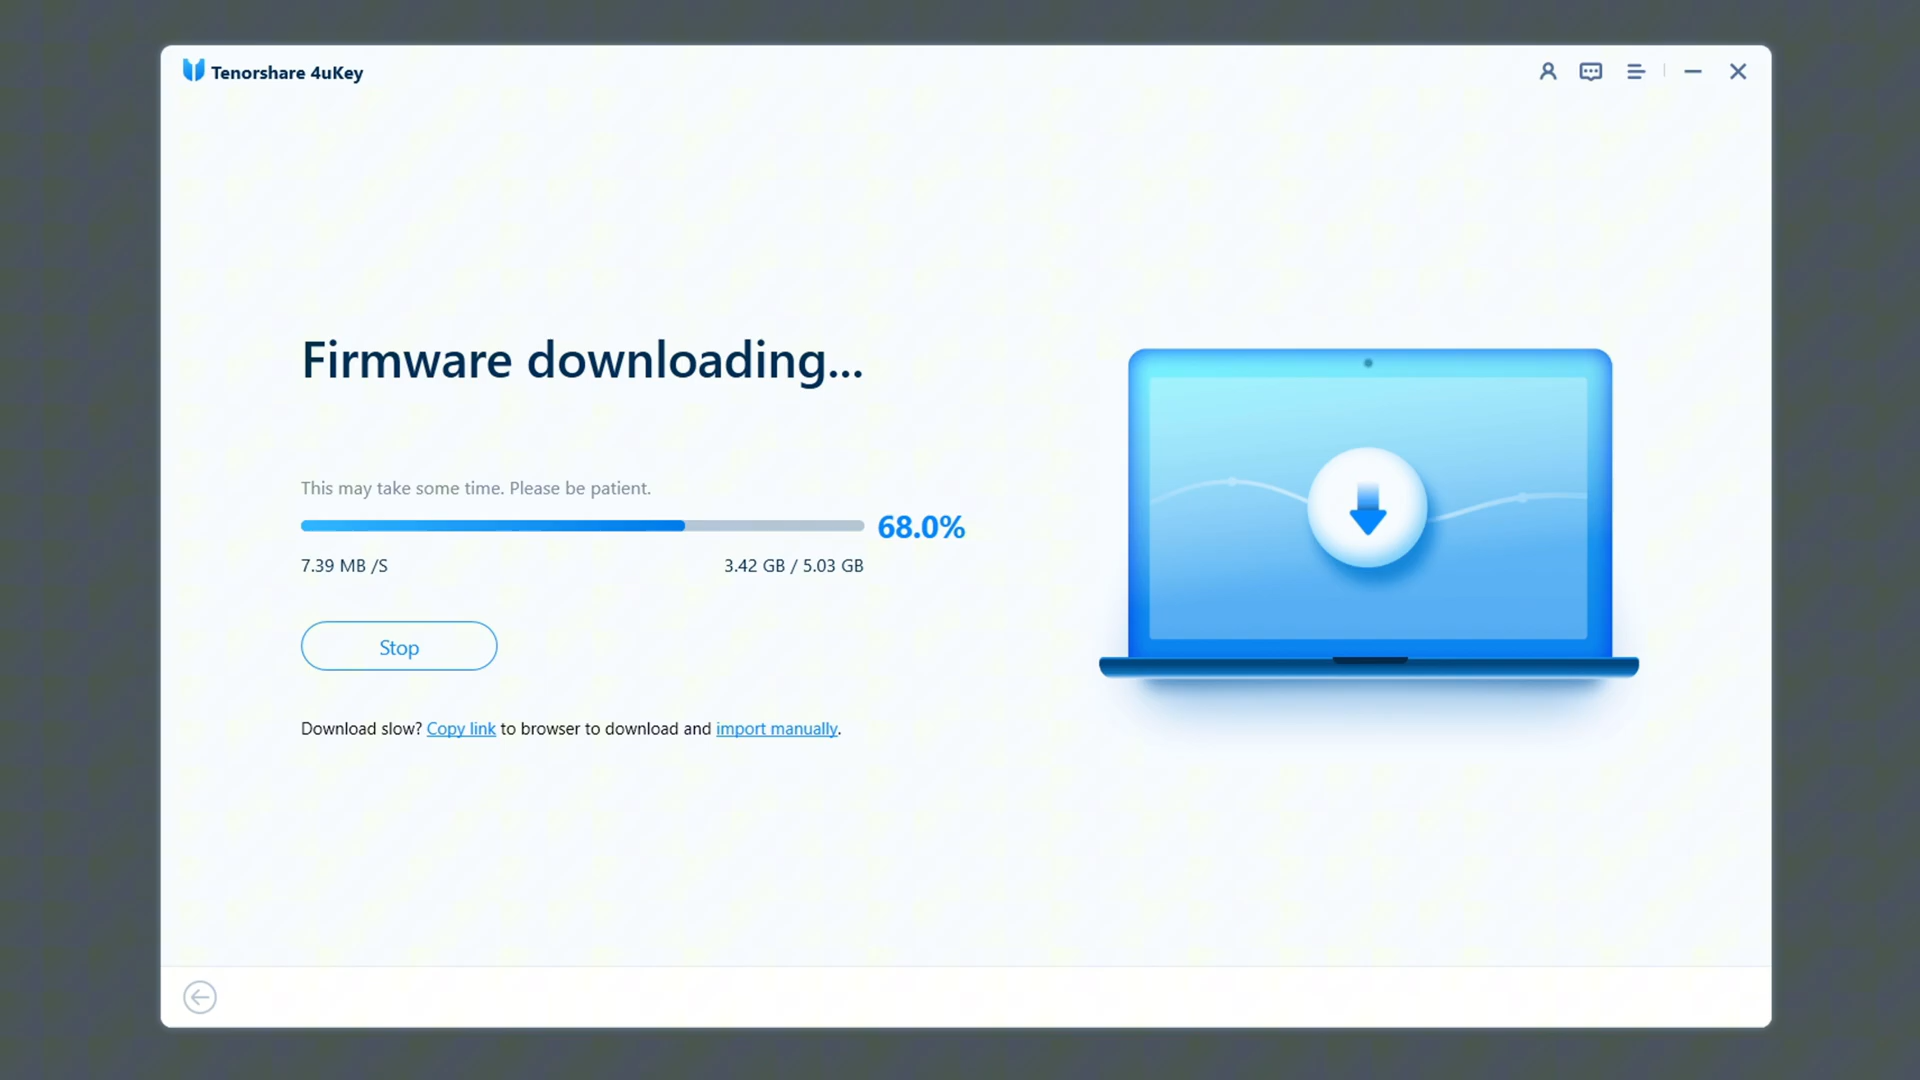 Tenorshare 4uKey
Firmware downloading...
This may take some time. Please be patient.
68.0%
7.39 MB /S
3.42 GB / 5.03 GB
Stop
Download slow? Copy link to browser to download and import manually.